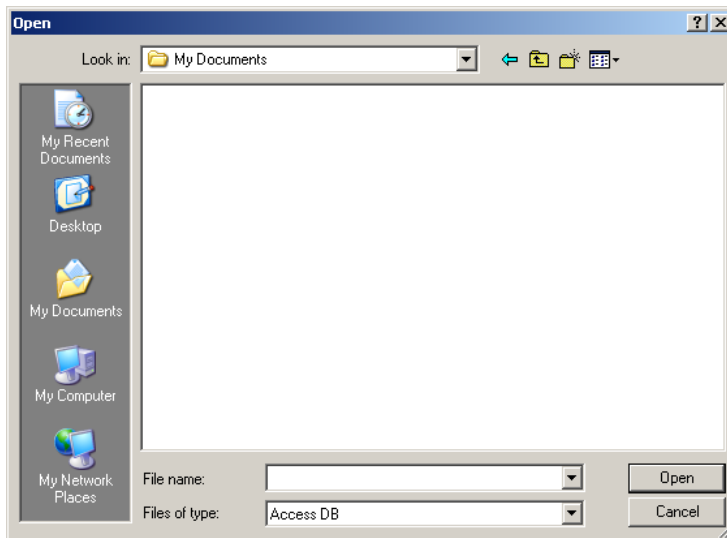 Open
Look in:
My Documents
My Recent
Documents
Desktop
My Documents
My Computer
My Network
Places
File name:
Open
Files of type:
Access DB
Cancel